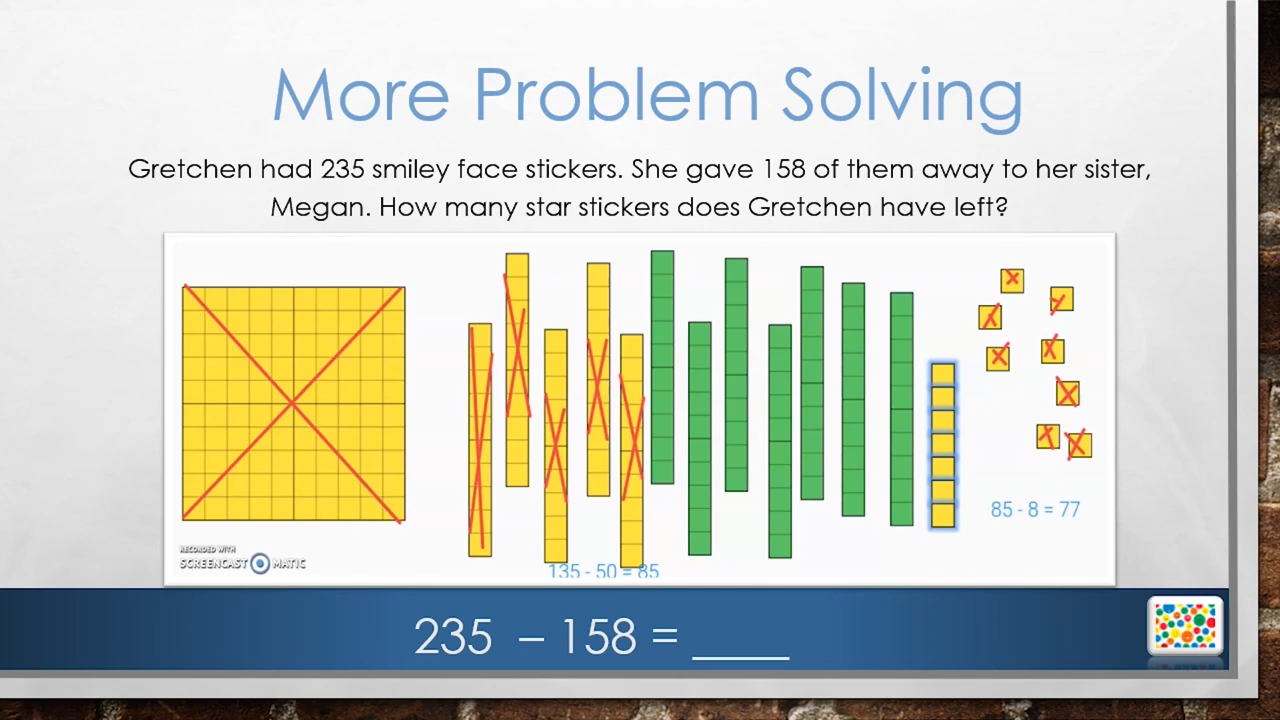 More Problem Solving
Gretchen had 235 smiley face stickers. She gave 158 of them away to her sister,
Megan. How many star stickers does Gretchen have left?
85 - 8 = 77
RECORDED WITH
SCREENCAST MATIC
135 - 50 = 85
235 – 158 = ____